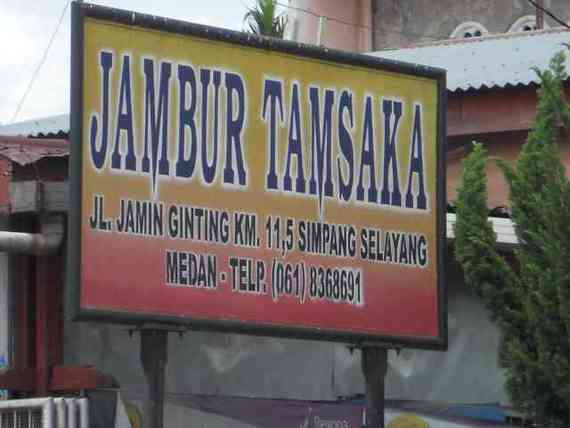 JAMBUR TAMSAKA
JL. JAMIN GINTING KM. 11,5 SIMPANG SELAYANG
MEDAN - TELP. (061) 8368691